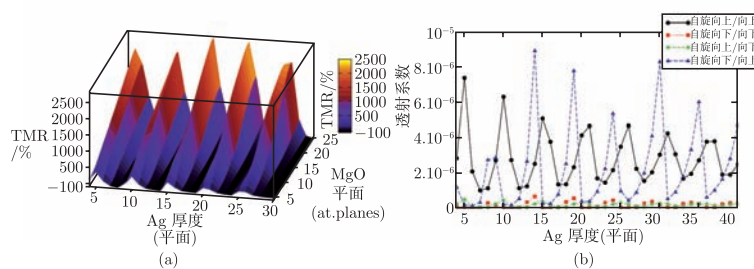 (a)
2500
2000
1500
1000
500
−100
TMR/%
TMR
/%
2500
2000
1500
500
−100
5
10
15
20
25
30
Ag 厚度
(平面)
25
20
15
10
5
MgO
平面
(at.planes)
(a)
自旋向上/向上
自旋向下/向下
自旋向上/向下
自旋向下/向上
透射系数
10⁻⁵
8.10⁻⁶
6.10⁻⁶
4.10⁻⁶
2.10⁻⁶
0
5
10
15
20
25
30
35
40
Ag 厚度(平面)
(b)